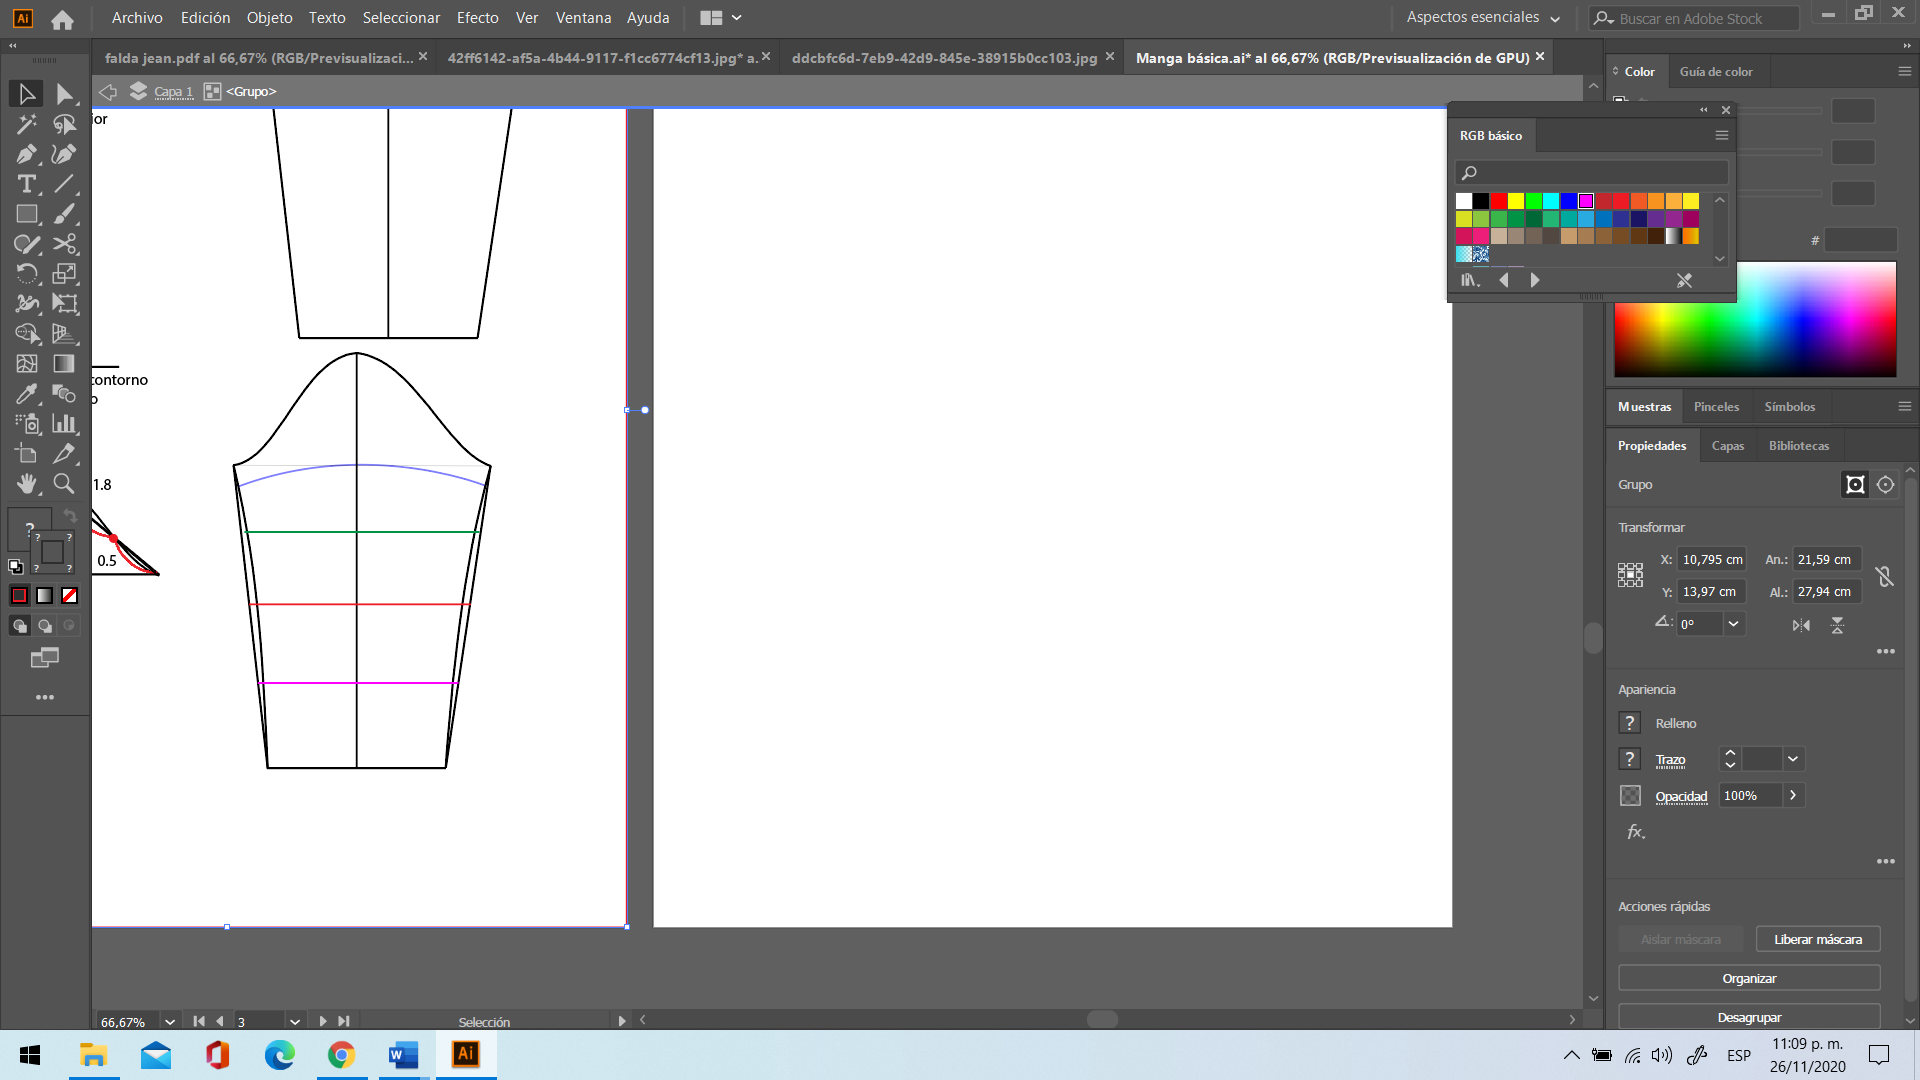 Ai Archivo Edición Objeto Texto Seleccionar Efecto Ver Ventana Ayuda Aspectos esenciales Buscar en Adobe Stock
falda jean.pdf al 66,67% (RGB/Previsualizaci... 42ff6142-af5a-4b44-9117-f1cc6774cf13.jpg* a. ddcbfc6d-7eb9-42d9-845e-38915b0cc103.jpg Manga básica.ai* al 66,67% (RGB/Previsualización de GPU)
Color Guía de color
Capa 1 <Grupo>
ior
RGB básico
#
contorno
o
1.8
0.5
Muestras Pinceles Símbolos
Propiedades Capas Bibliotecas
Grupo
Transformar
X: 10,795 cm An.: 21,59 cm
Y: 13,97 cm Al.: 27,94 cm
0°
Apariencia
? Relleno
? Trazo
Opacidad 100%
fx.
Acciones rápidas
Aislar máscara Liberar máscara
Organizar
Desagrupar
66,67% 3 Selección
Ai ESP 11:09 p. m.
26/11/2020